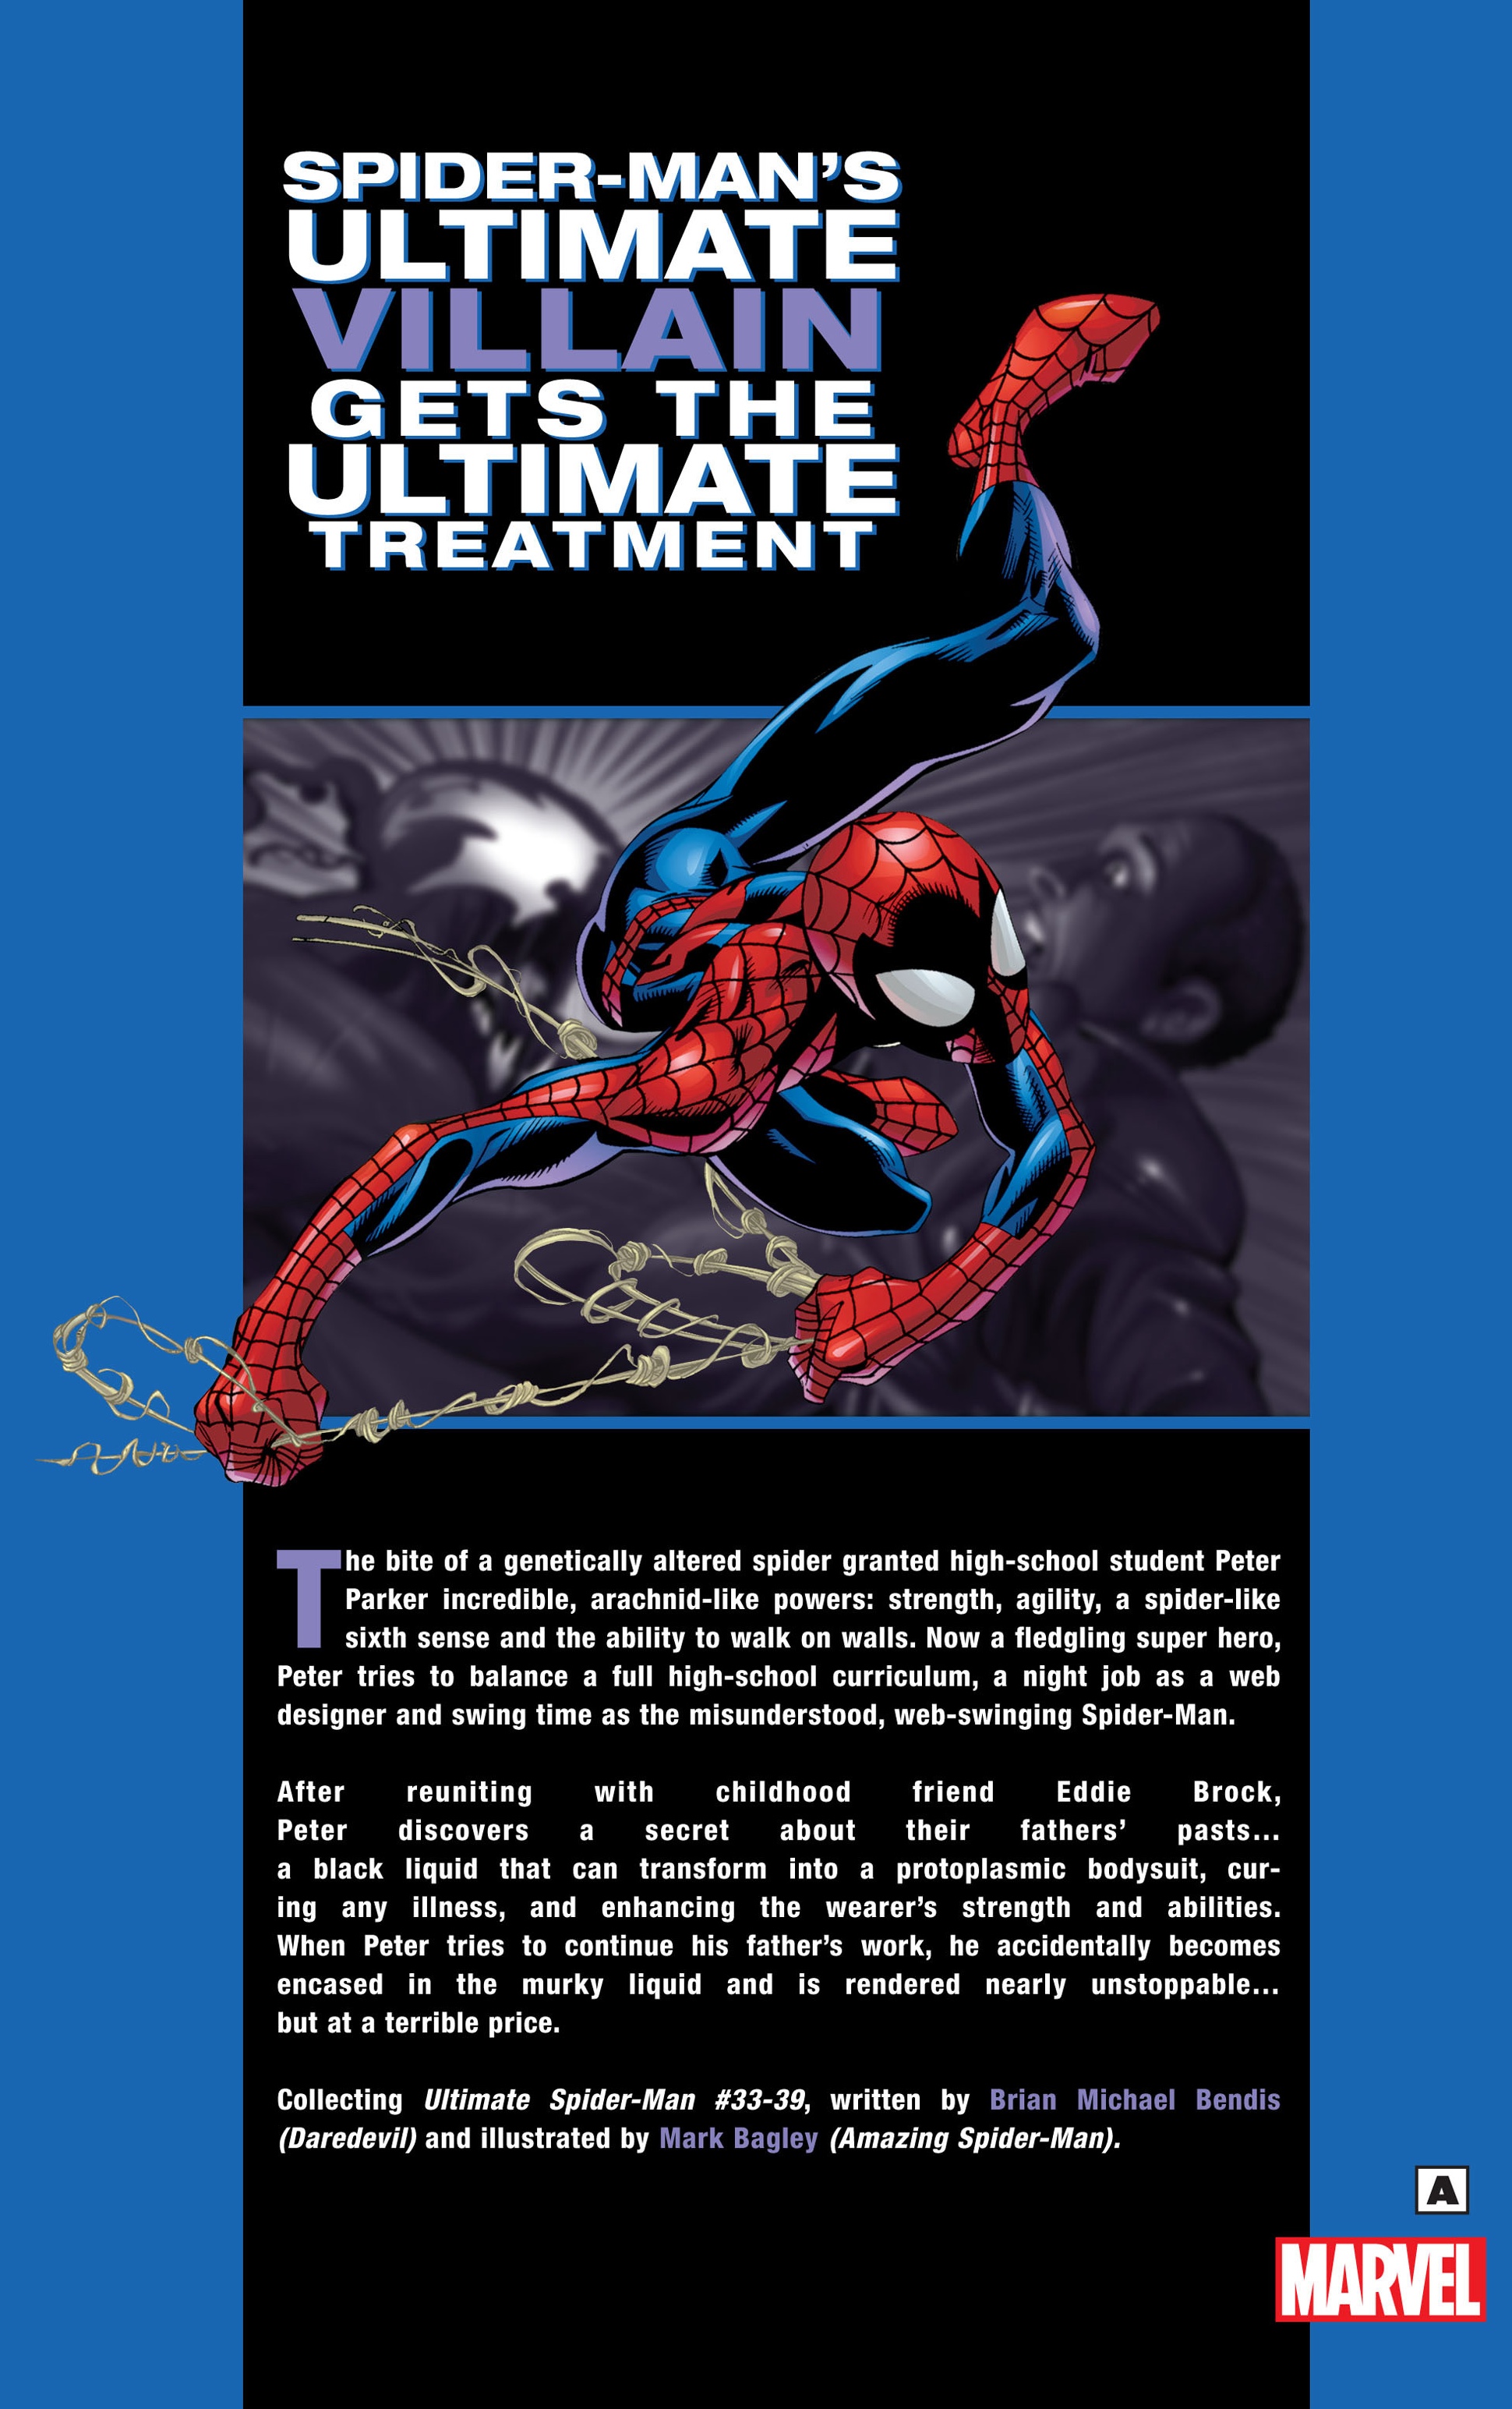 SPIDER-MAN'S
ULTIMATE
VILLAIN
GETS THE
ULTIMATE
TREATMENT
The bite of a genetically altered spider granted high-school student Peter
Parker incredible, arachnid-like powers: strength, agility, a spider-like
sixth sense and the ability to walk on walls. Now a fledgling super hero,
Peter tries to balance a full high-school curriculum, a night job as a web
designer and swing time as the misunderstood, web-swinging Spider-Man.
After reuniting with childhood friend Eddie Brock,
Peter discovers a secret about their fathers' pasts...
a black liquid that can transform into a protoplasmic bodysuit, cur-
ing any illness, and enhancing the wearer's strength and abilities.
When Peter tries to continue his father's work, he accidentally becomes
encased in the murky liquid and is rendered nearly unstoppable...
but at a terrible price.
Collecting Ultimate Spider-Man #33-39, written by Brian Michael Bendis
(Daredevil) and illustrated by Mark Bagley (Amazing Spider-Man).
A
MARVEL